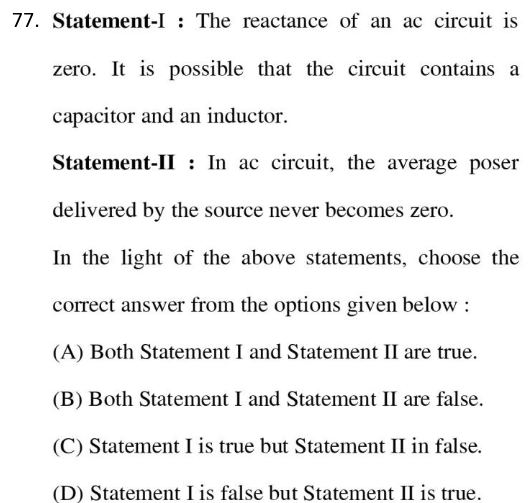 77. Statement-I : The reactance of an ac circuit is
zero. It is possible that the circuit contains a
capacitor and an inductor.
Statement-II : In ac circuit, the average poser
delivered by the source never becomes zero.
In the light of the above statements, choose the
correct answer from the options given below :
(A) Both Statement I and Statement II are true.
(B) Both Statement I and Statement II are false.
(C) Statement I is true but Statement II in false.
(D) Statement I is false but Statement II is true.